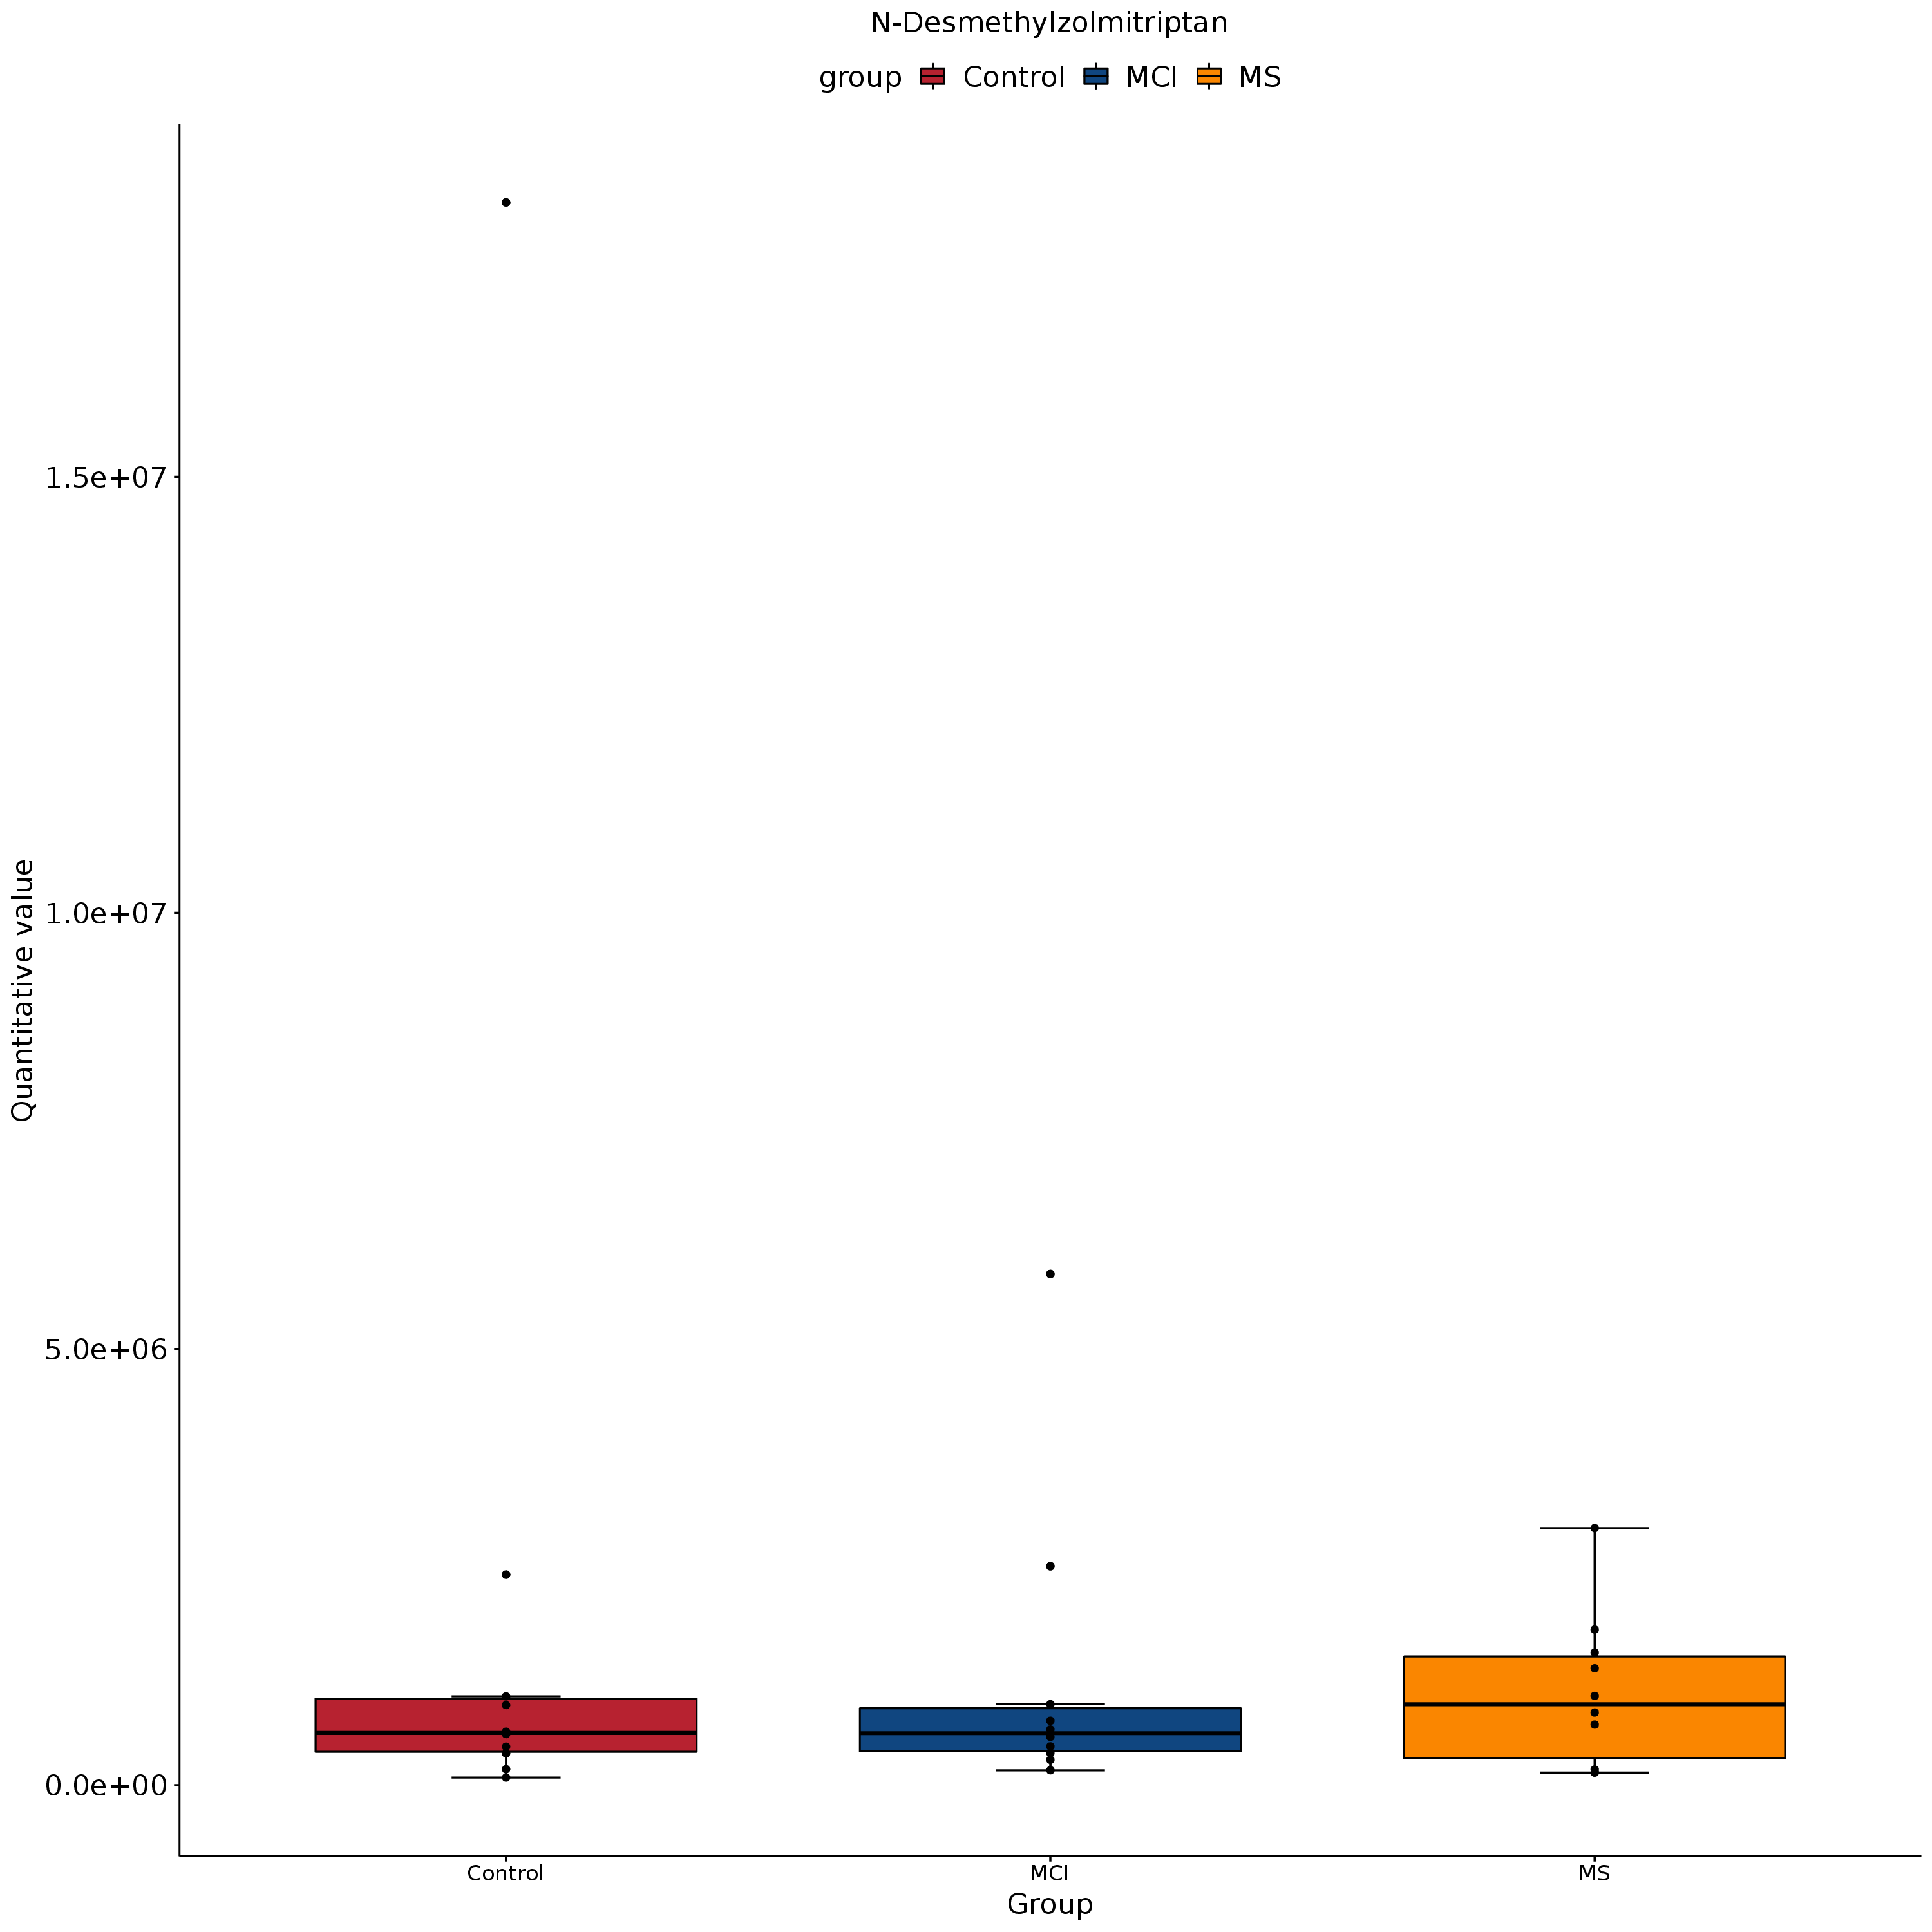 N-Desmethylzolmitriptan
group Control MCI MS
1.5e+07
1.0e+07
5.0e+06
0.0e+00
Quantitative value
Control MCI MS
Group